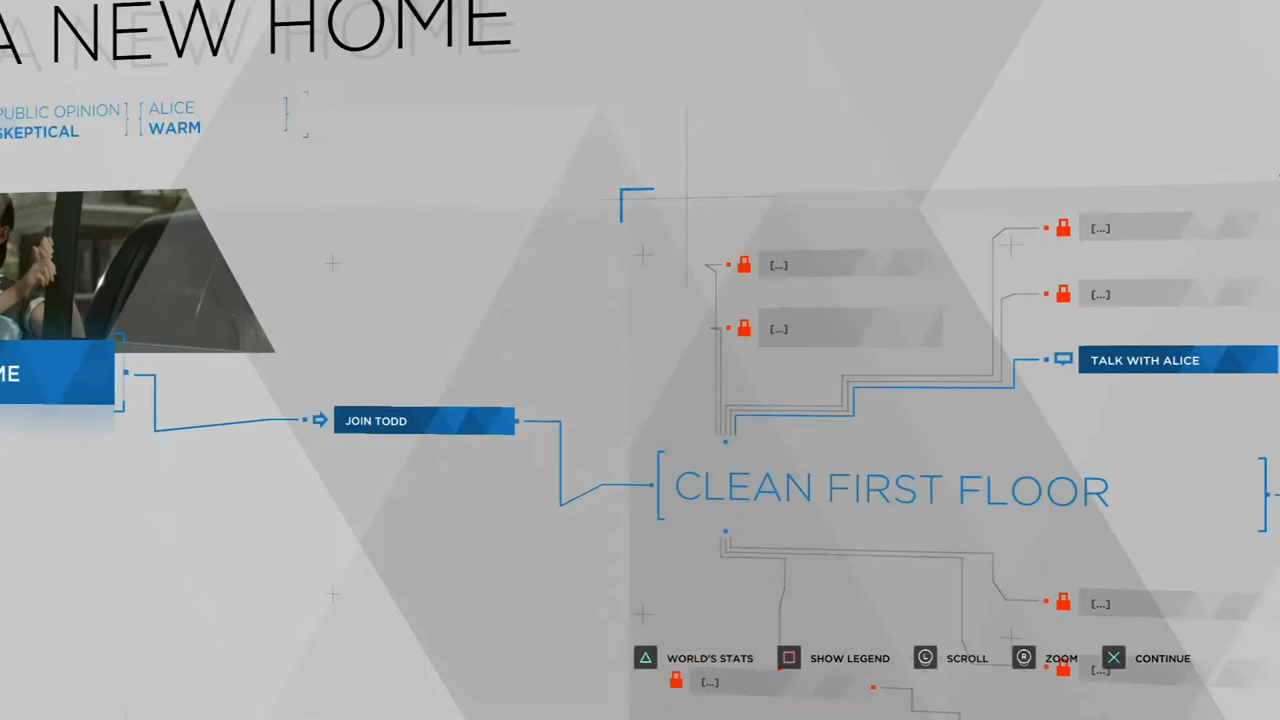 A NEW HOME
PUBLIC OPINION
SKEPTICAL
ALICE
WARM
[...]
[...]
[...]
[...]
TALK WITH ALICE
ME
JOIN TODD
CLEAN FIRST FLOOR
[...]
[...]
[...]
WORLD'S STATS
SHOW LEGEND
L SCROLL
R ZOOM
CONTINUE